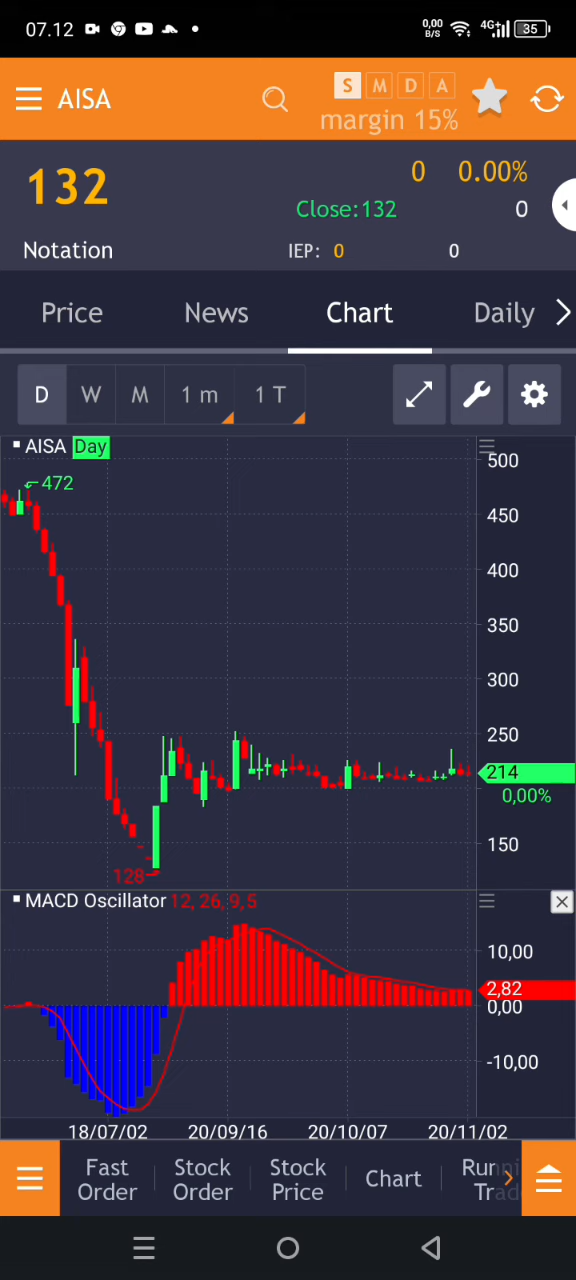 07.12 0,00 B/S 4G+ 35
AISA S M D A
margin 15%
132 0 0.00%
Close:132 0
Notation IEP: 0 0
Price News Chart Daily
D W M 1 m 1 T
AISA Day
500
472
450
400
350
300
250
214
0,00%
150
128
MACD Oscillator 12, 26, 9,5
10,00
2,82
0,00
-10,00
18/07/02 20/09/16 20/10/07 20/11/02
Fast Order
Stock Order
Stock Price
Chart